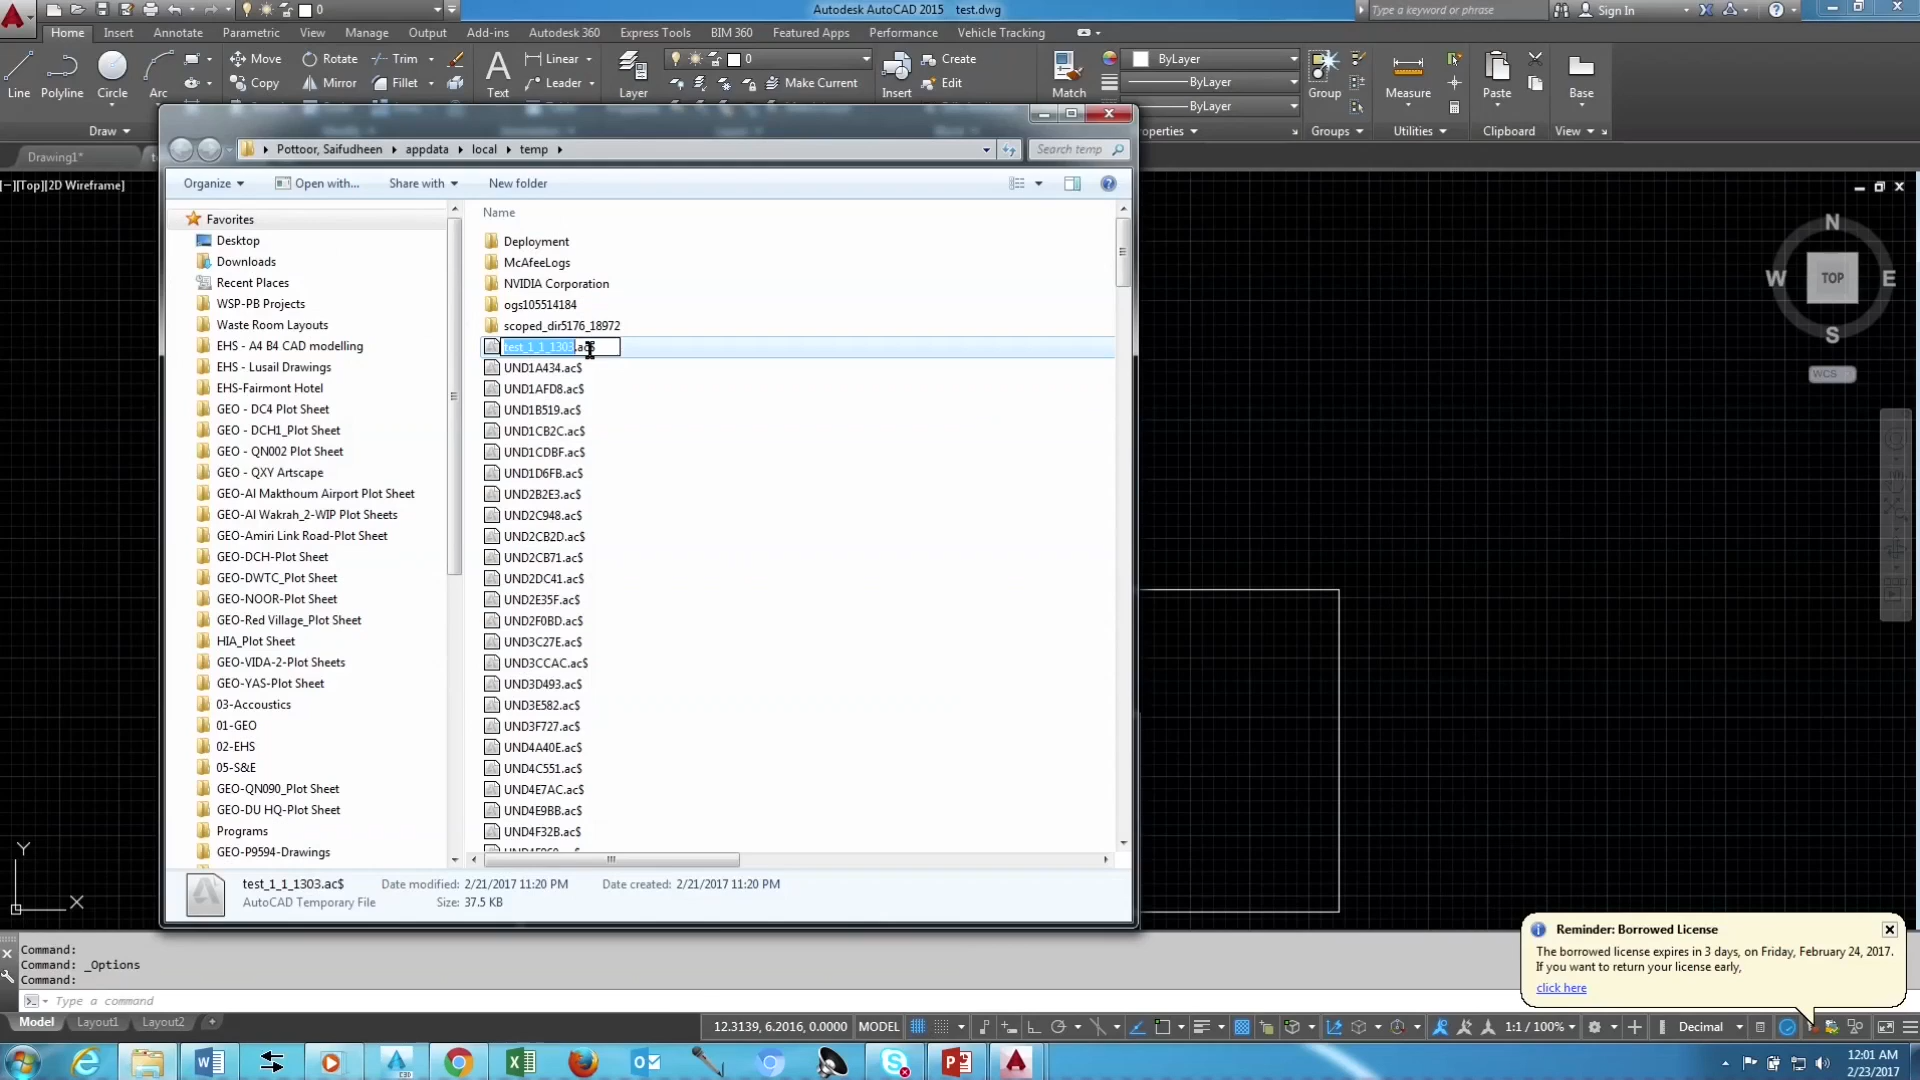 Autodesk AutoCAD 2015 test.dwg
Type a keyword or phrase
Sign In
0
Home Insert Annotate Parametric View Manage Output Add-ins Autodesk 360 Express Tools BIM 360 Featured Apps Performance Vehicle Tracking
Line Polyline Circle Arc
Move Rotate Trim
Copy Mirror Fillet
Text Linear
Leader
Layer 0
Make Current
Insert Create
Edit
Match
ByLayer
ByLayer
ByLayer
Group Measure Paste Base
Draw
operties Groups Utilities Clipboard View
Drawing1*
[−][Top][2D Wireframe]
Pottoor, Saifudheen appdata local temp
Search temp
Organize Open with... Share with New folder
Name
Favorites
Desktop
Downloads
Recent Places
WSP-PB Projects
Waste Room Layouts
EHS - A4 B4 CAD modelling
EHS - Lusail Drawings
EHS-Fairmont Hotel
GEO - DC4 Plot Sheet
GEO - DCH1_Plot Sheet
GEO - QN002 Plot Sheet
GEO - QXY Artscape
GEO-Al Makthoum Airport Plot Sheet
GEO-Al Wakrah_2-WIP Plot Sheets
GEO-Amiri Link Road-Plot Sheet
GEO-DCH-Plot Sheet
GEO-DWTC_Plot Sheet
GEO-NOOR-Plot Sheet
GEO-Red Village_Plot Sheet
HIA_Plot Sheet
GEO-VIDA-2-Plot Sheets
GEO-YAS-Plot Sheet
03-Accoustics
01-GEO
02-EHS
05-S&E
GEO-QN090_Plot Sheet
GEO-DU HQ-Plot Sheet
Programs
GEO-P9594-Drawings
Deployment
McAfeeLogs
NVIDIA Corporation
ogs105514184
scoped_dir5176_18972
test_1_1_1303.ac$
UND1A434.ac$
UND1AFD8.ac$
UND1B519.ac$
UND1CB2C.ac$
UND1CDBF.ac$
UND1D6FB.ac$
UND2B2E3.ac$
UND2C948.ac$
UND2CB2D.ac$
UND2CB71.ac$
UND2DC41.ac$
UND2E35F.ac$
UND2F0BD.ac$
UND3C27E.ac$
UND3CCAC.ac$
UND3D493.ac$
UND3E582.ac$
UND3F727.ac$
UND4A40E.ac$
UND4C551.ac$
UND4E7AC.ac$
UND4E9BB.ac$
UND4F32B.ac$
test_1_1_1303.ac$ Date modified: 2/21/2017 11:20 PM Date created: 2/21/2017 11:20 PM
AutoCAD Temporary File Size: 37.5 KB
N
W TOP E
S
WCS
Y
X
Reminder: Borrowed License
The borrowed license expires in 3 days, on Friday, February 24, 2017.
If you want to return your license early,
click here
Command:
Command: _Options
Command:
Type a command
Model Layout1 Layout2 +
12.3139, 6.2016, 0.0000 MODEL 1:1 / 100% Decimal
12:01 AM
2/23/2017